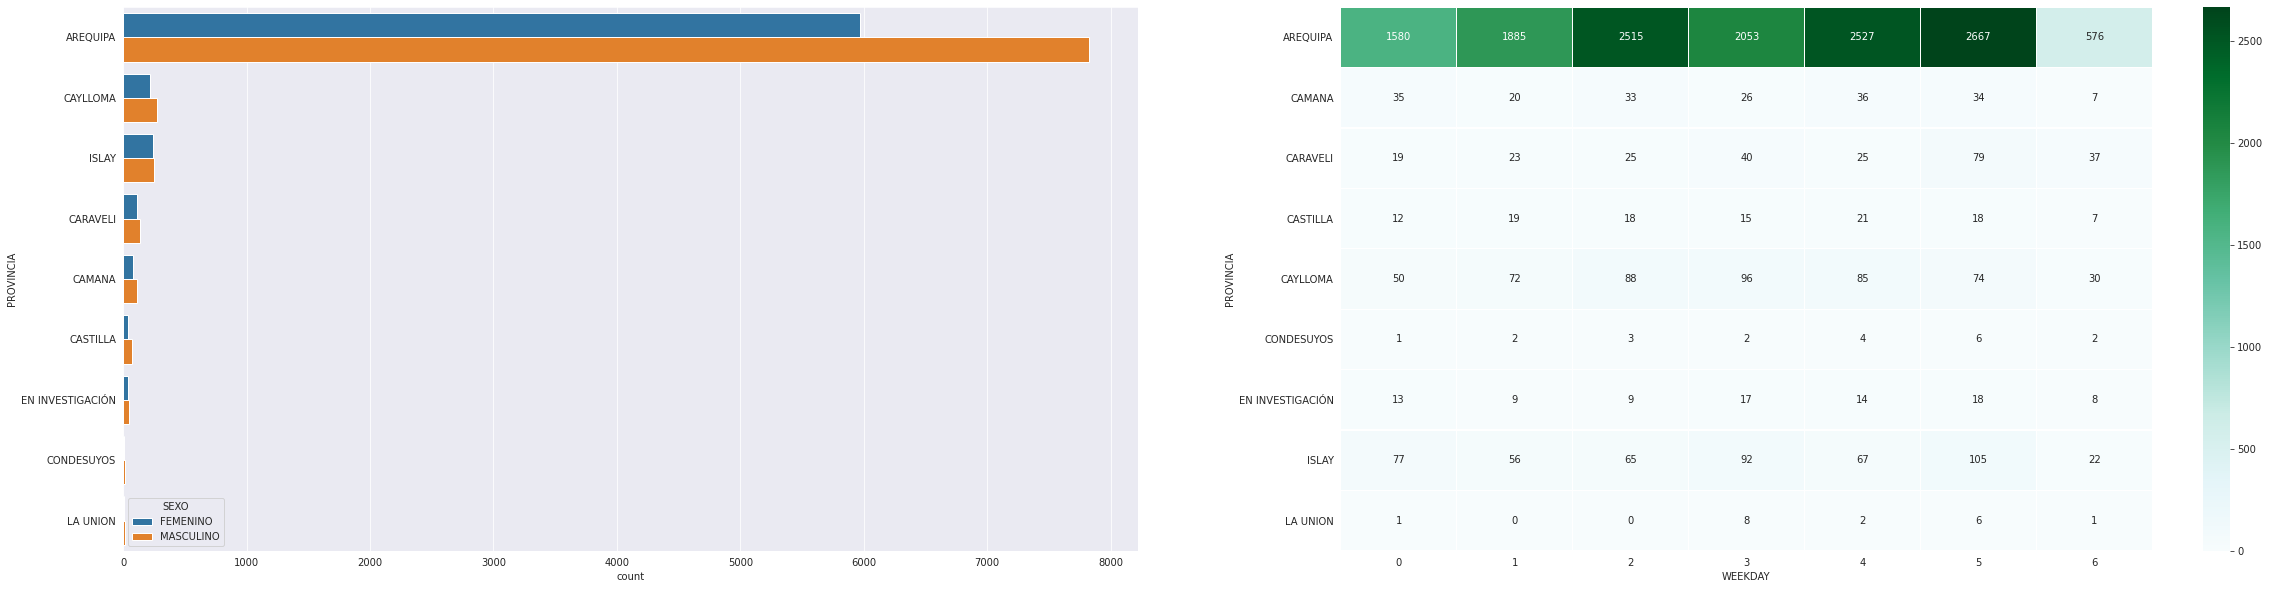 PROVINCIA
AREQUIPA
CAYLLOMA
ISLAY
CARAVELI
CAMANA
CASTILLA
EN INVESTIGACIÓN
CONDESUYOS
LA UNION
SEXO
FEMENINO
MASCULINO
0 1000 2000 3000 4000 5000 6000 7000 8000
count
PROVINCIA
AREQUIPA 1580 1885 2515 2053 2527 2667 576
CAMANA 35 20 33 26 36 34 7
CARAVELI 19 23 25 40 25 79 37
CASTILLA 12 19 18 15 21 18 7
CAYLLOMA 50 72 88 96 85 74 30
CONDESUYOS 1 2 3 2 4 6 2
EN INVESTIGACIÓN 13 9 9 17 14 18 8
ISLAY 77 56 65 92 67 105 22
LA UNION 1 0 0 8 2 6 1
0 1 2 3 4 5 6
WEEKDAY
2500
2000
1500
1000
500
0